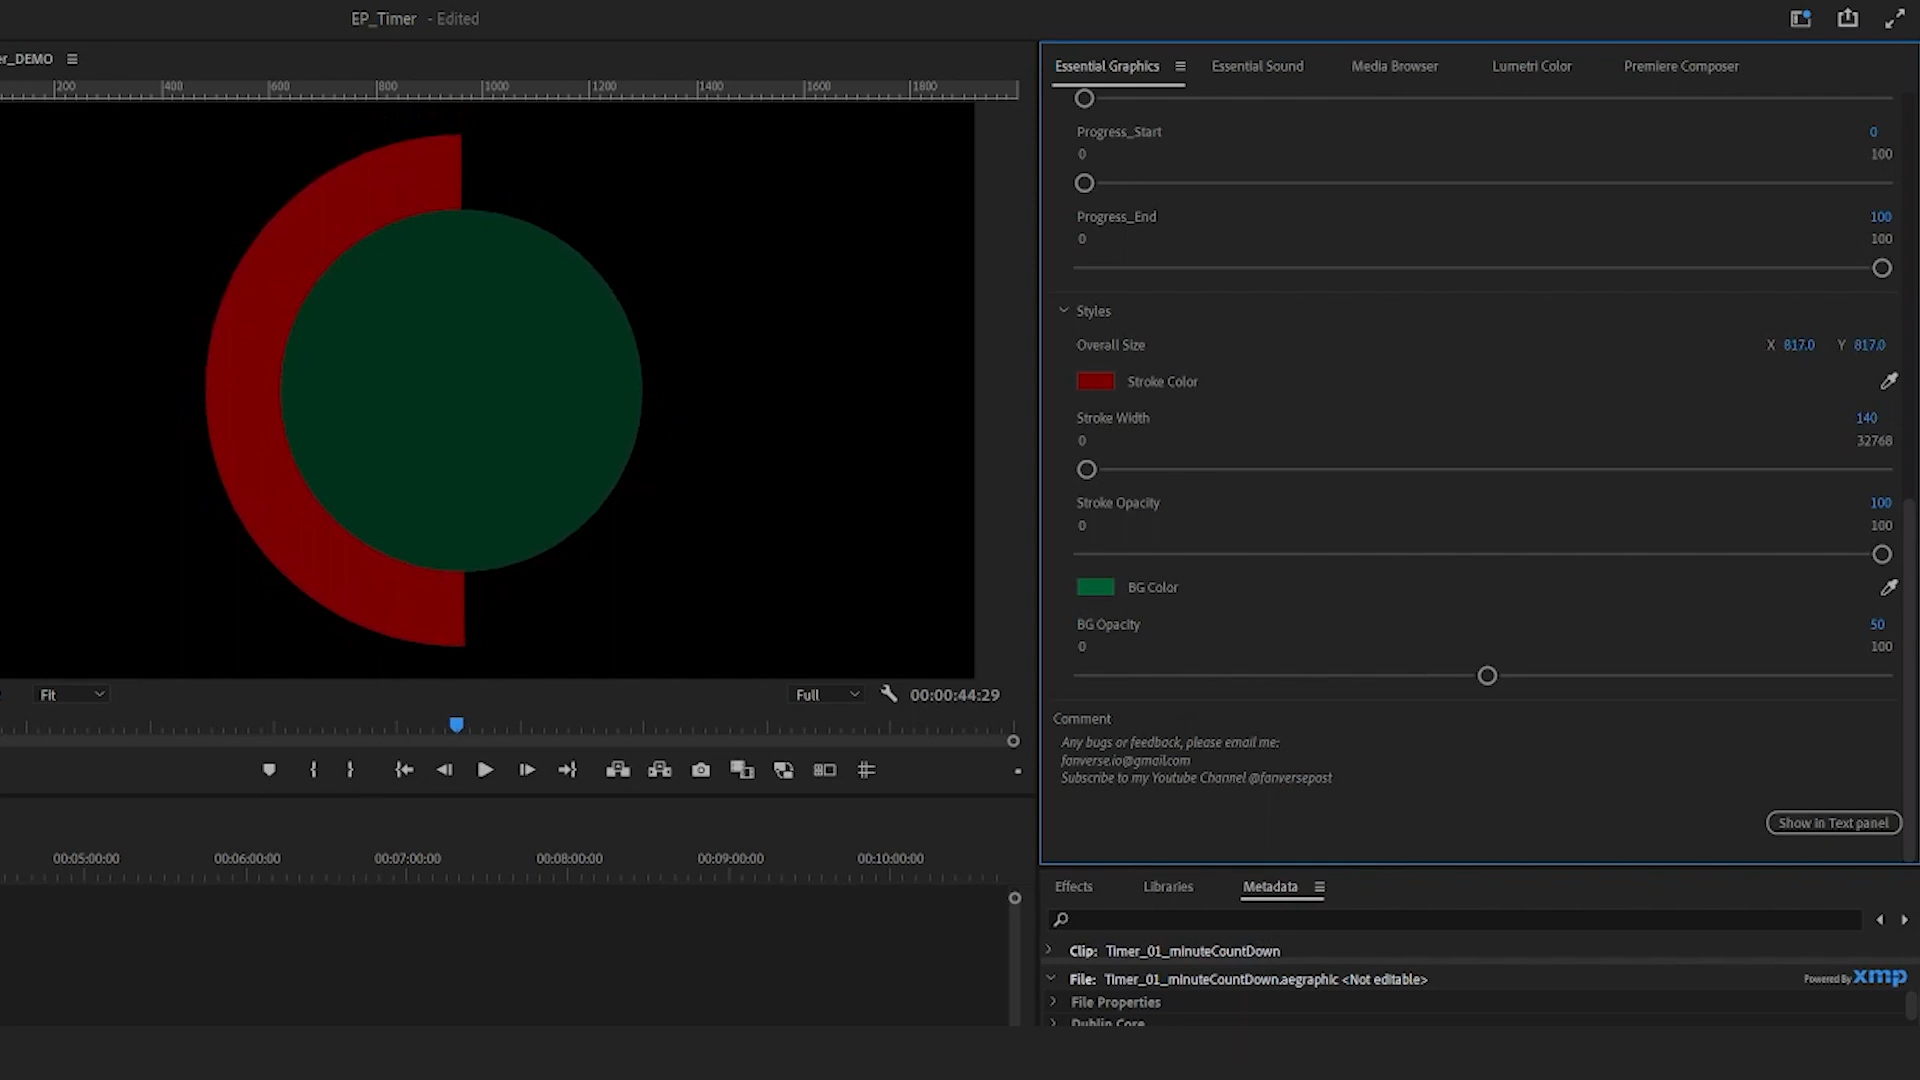 EP_Timer - Edited
er_DEMO
200 400 600 800 1000 1200 1400 1600 1800
Essential Graphics Essential Sound Media Browser Lumetri Color Premiere Composer
Progress_Start 0
0 100
Progress_End 100
0 100
Styles
Overall Size X 817.0 Y 817.0
Stroke Color
Stroke Width 140
0 32768
Stroke Opacity 100
0 100
BG Color
BG Opacity 50
0 100
Fit Full 00:00:44:29
Comment
Any bugs or feedback, please email me:
fanverse.io@gmail.com
Subscribe to my Youtube Channel @fanversepost
Show in Text panel
00:05:00:00 00:06:00:00 00:07:00:00 00:08:00:00 00:09:00:00 00:10:00:00
Effects Libraries Metadata
Clip: Timer_01_minuteCountDown
File: Timer_01_minuteCountDown.aegraphic <Not editable> Powered By xmp
File Properties
Dublin Core